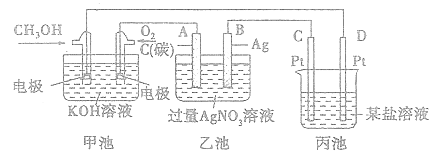 CH₃OH O₂ A B C D
C(碳) Ag Pt Pt
电极 电极 某盐溶液
KOH溶液 过量AgNO₃溶液
甲池 乙池 丙池